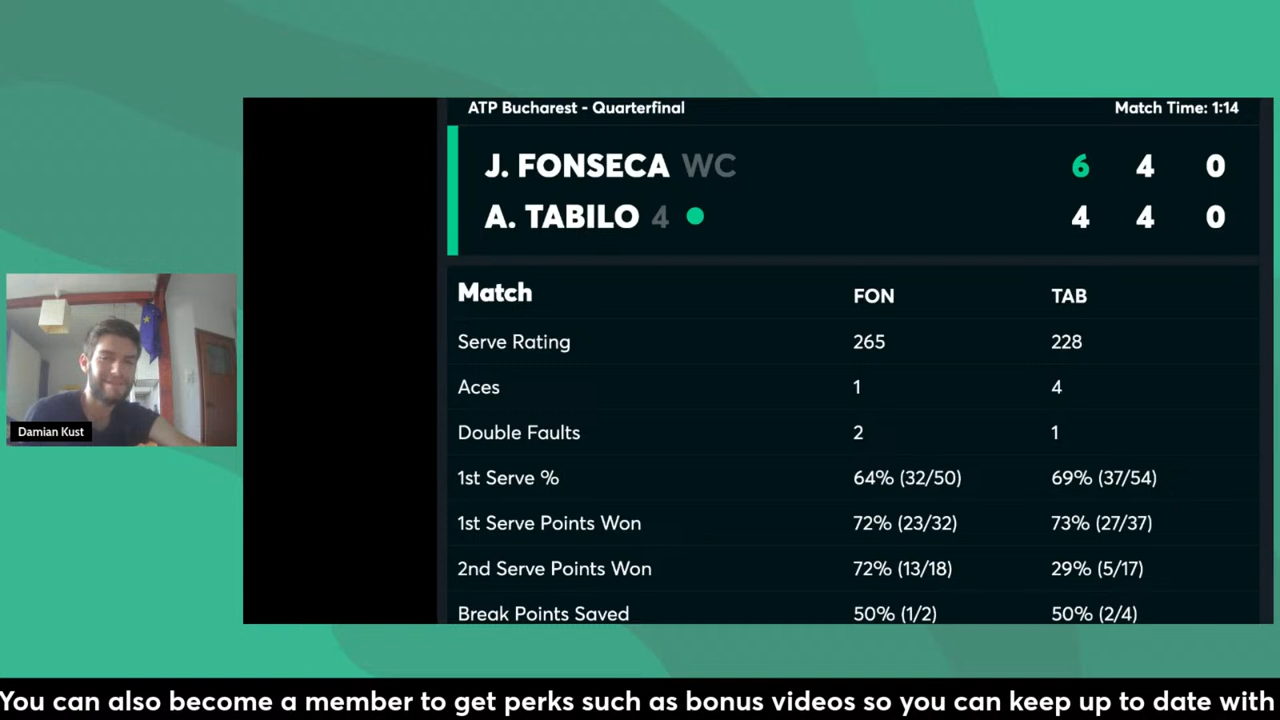 ATP Bucharest - Quarterfinal Match Time: 1:14
J. FONSECA WC 6 4 0
A. TABILO 4 4 4 0
Match FON TAB
Serve Rating 265 228
Aces 1 4
Double Faults 2 1
1st Serve % 64% (32/50) 69% (37/54)
1st Serve Points Won 72% (23/32) 73% (27/37)
2nd Serve Points Won 72% (13/18) 29% (5/17)
Break Points Saved 50% (1/2) 50% (2/4)
Damian Kust
You can also become a member to get perks such as bonus videos so you can keep up to date with